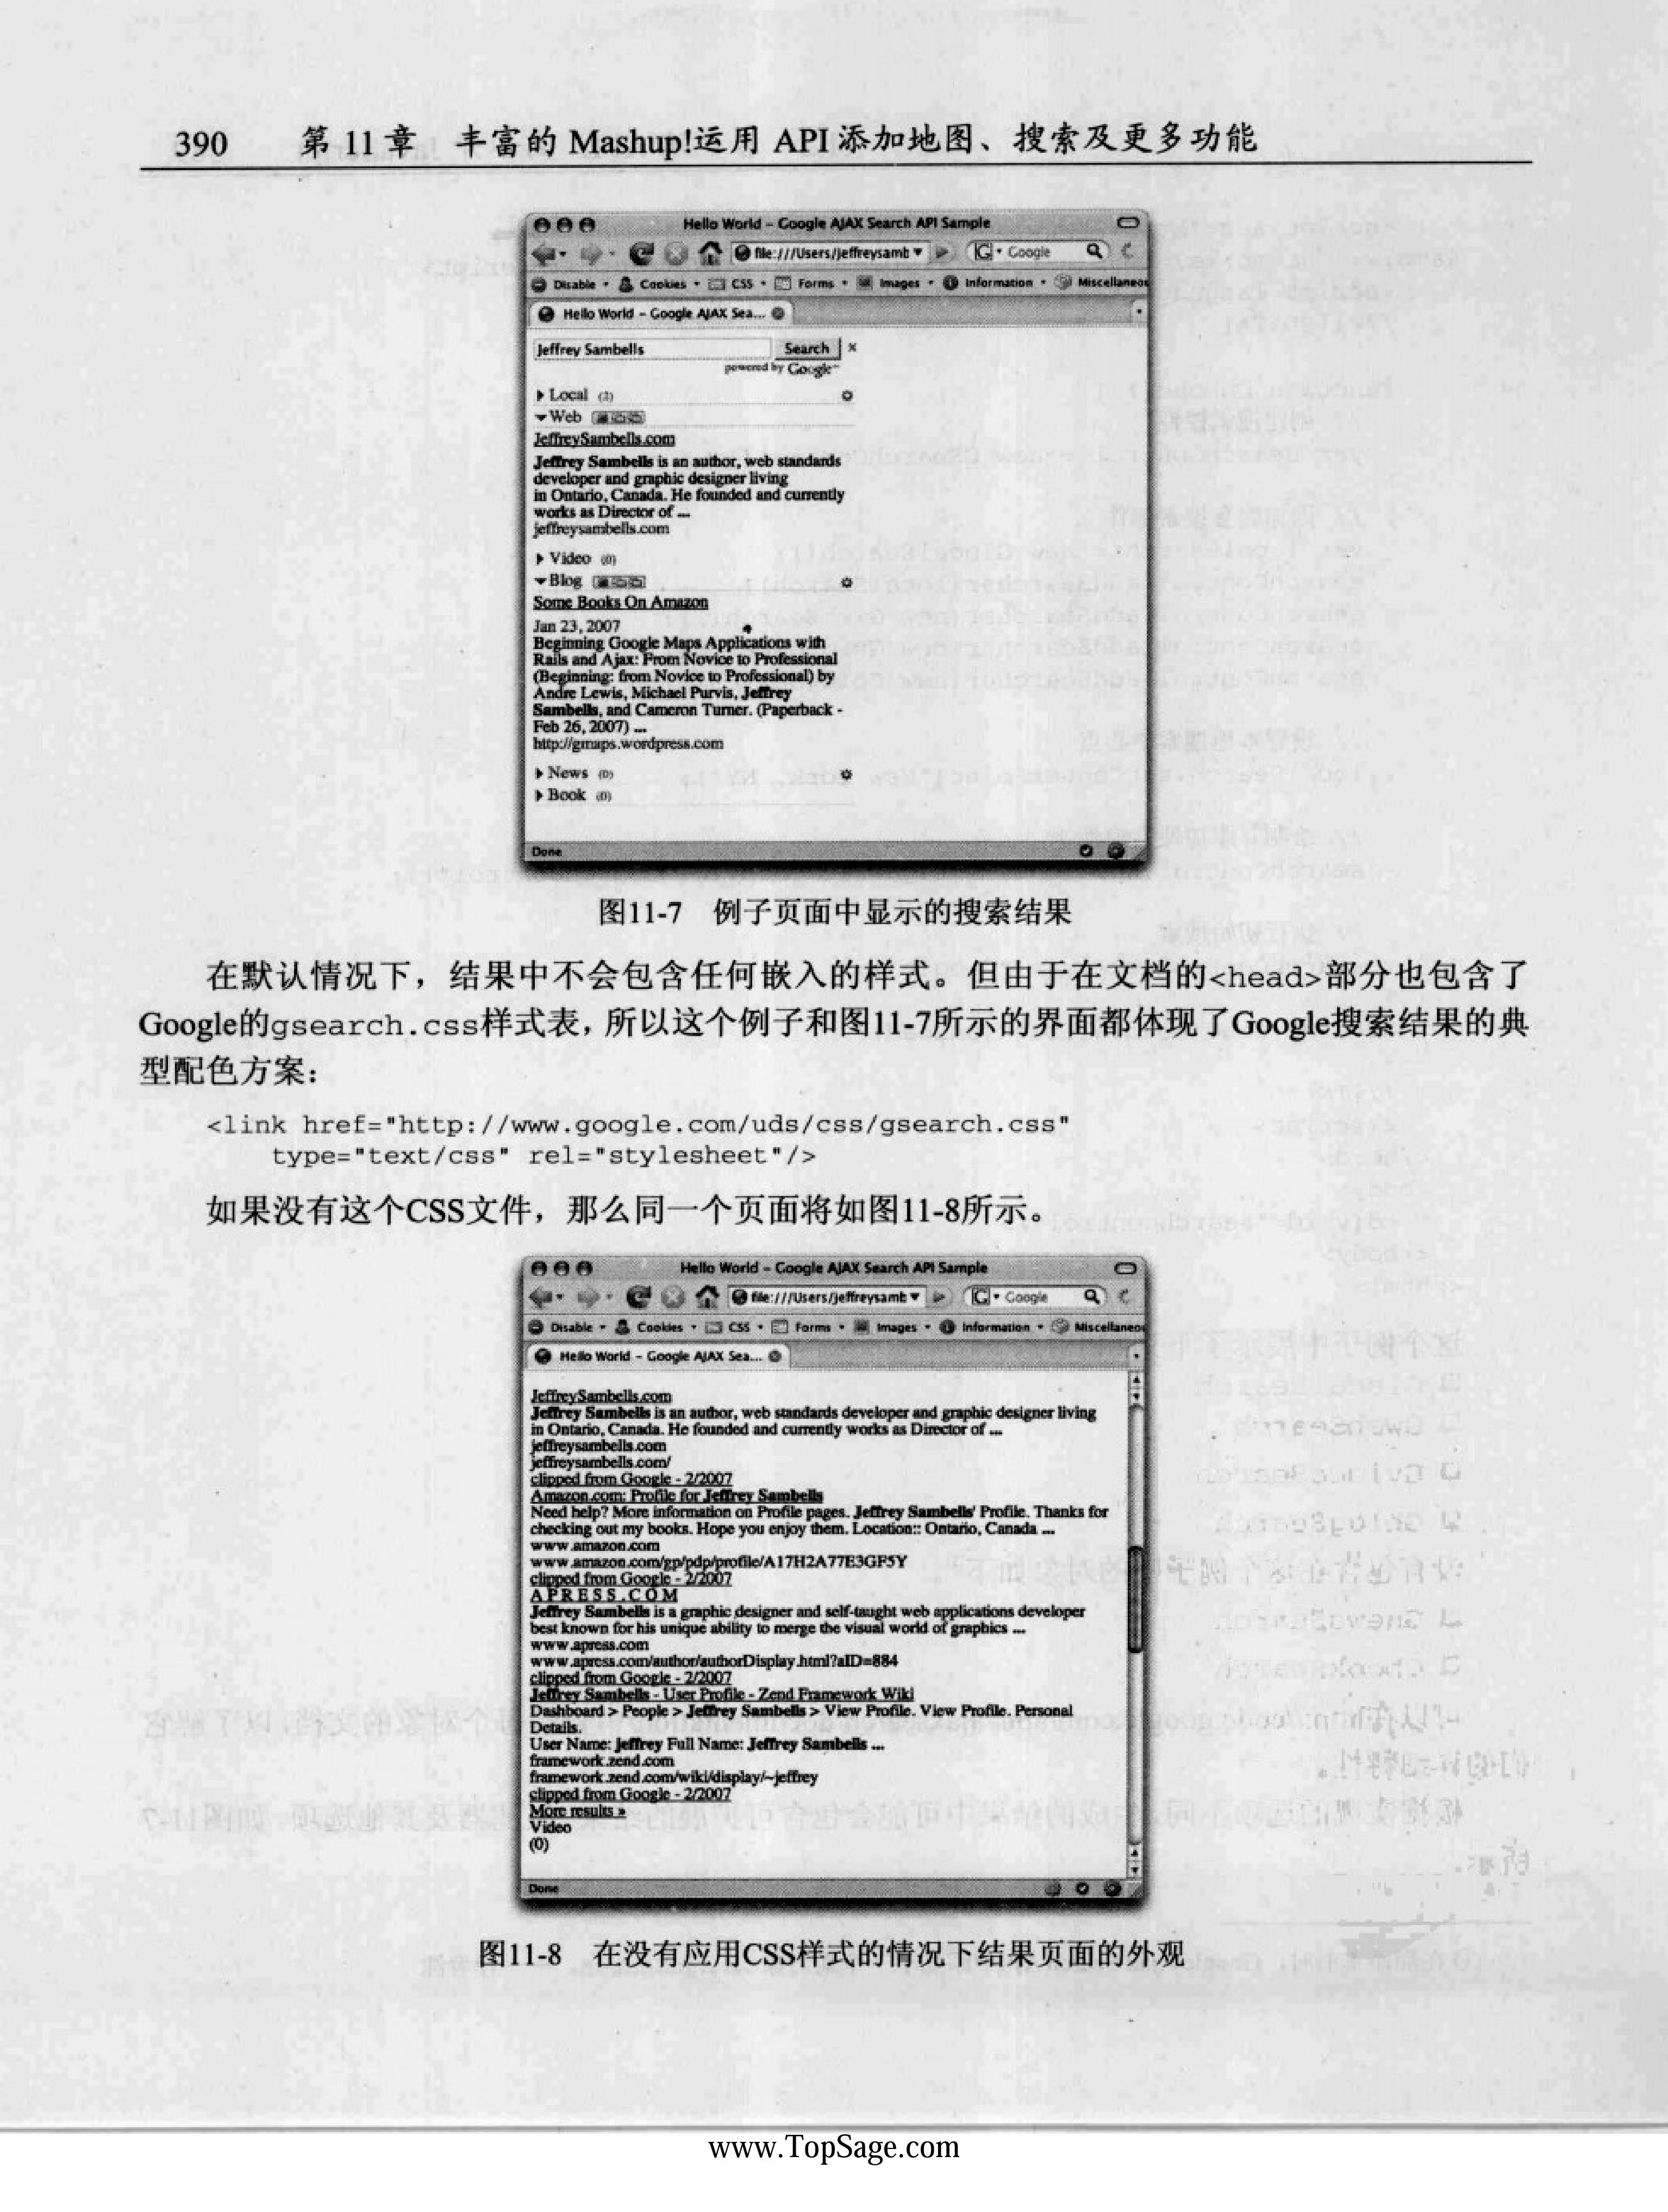 390 第 11 章 丰富的 Mashup!运用 API 添加地图、搜索及更多功能
Hello World – Google AJAX Search API Sample
file:///Users/jeffreysamb Google
Disable Cookies CSS Forms Images Information Miscellaneou
Hello World – Google AJAX Sea...
Jeffrey Sambells Search ×
powered by Google™
Local (1)
Web
JeffreySambells.com
Jeffrey Sambells is an author, web standards
developer and graphic designer living
in Ontario, Canada. He founded and currently
works as Director of ...
jeffreysambells.com
Video (0)
Blog
Some Books On Amazon
Jan 23, 2007
Beginning Google Maps Applications with
Rails and Ajax: From Novice to Professional
(Beginning: from Novice to Professional) by
Andre Lewis, Michael Purvis, Jeffrey
Sambells, and Cameron Turner. (Paperback -
Feb 26, 2007) ...
http://gmaps.wordpress.com
News (0)
Book (0)
Done
图11-7 例子页面中显示的搜索结果
在默认情况下，结果中不会包含任何嵌入的样式。但由于在文档的<head>部分也包含了
Google的gsearch.css样式表，所以这个例子和图11-7所示的界面都体现了Google搜索结果的典
型配色方案：
<link href="http://www.google.com/uds/css/gsearch.css"
type="text/css" rel="stylesheet"/>
如果没有这个CSS文件，那么同一个页面将如图11-8所示。
Hello World – Google AJAX Search API Sample
file:///Users/jeffreysamb Google
Disable Cookies CSS Forms Images Information Miscellaneou
Hello World – Google AJAX Sea...
JeffreySambells.com
Jeffrey Sambells is an author, web standards developer and graphic designer living
in Ontario, Canada. He founded and currently works as Director of ...
jeffreysambells.com
jeffreysambells.com/
clipped from Google - 2/2007
Amazon.com: Profile for Jeffrey Sambells
Need help? More information on Profile pages. Jeffrey Sambells' Profile. Thanks for
checking out my books. Hope you enjoy them. Location:: Ontario, Canada ...
www.amazon.com
www.amazon.com/gp/pdp/profile/A17H2A77E3GF5Y
clipped from Google - 2/2007
A P R E S S . C O M
Jeffrey Sambells is a graphic designer and self-taught web applications developer
best known for his unique ability to merge the visual world of graphics ...
www.apress.com
www.apress.com/author/authorDisplay.html?aID=884
clipped from Google - 2/2007
Jeffrey Sambells - User Profile - Zend Framework Wiki
Dashboard > People > Jeffrey Sambells > View Profile. View Profile. Personal
Details.
User Name: jeffrey Full Name: Jeffrey Sambells ...
framework.zend.com
framework.zend.com/wiki/display/~jeffrey
clipped from Google - 2/2007
More results »
Video
(0)
Done
图11-8 在没有应用CSS样式的情况下结果页面的外观
www.TopSage.com